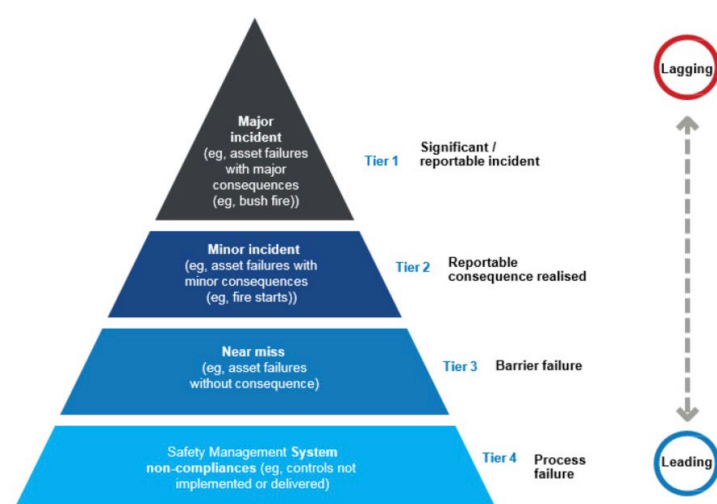 Lagging
Major
incident
(eg, asset failures
with major
consequences
(eg, bush fire))
Tier 1
Significant /
reportable incident
Minor incident
(eg, asset failures with
minor consequences
(eg, fire starts))
Tier 2
Reportable
consequence realised
Near miss
(eg, asset failures
without consequence)
Tier 3
Barrier failure
Safety Management System
non-compliances (eg, controls not
implemented or delivered)
Tier 4
Process
failure
Leading